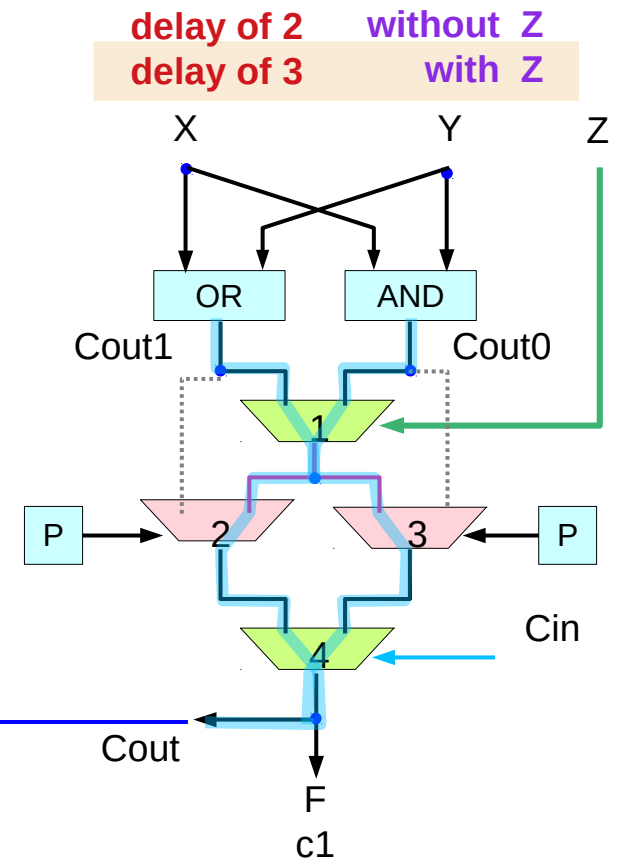 delay of 2 without Z
delay of 3 with Z
X Y Z
OR AND
Cout1 Cout0
1
P 2 3 P
Cin
4
Cout
F
c1